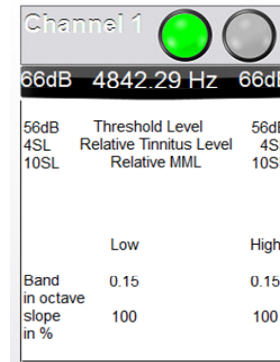 Channel 1
66dB 4842.29 Hz 66dB
56dB Threshold Level 56dB
4SL Relative Tinnitus Level 4SL
10SL Relative MML 10SL
Low High
Band 0.15 0.15
in octave
slope 100 100
in %